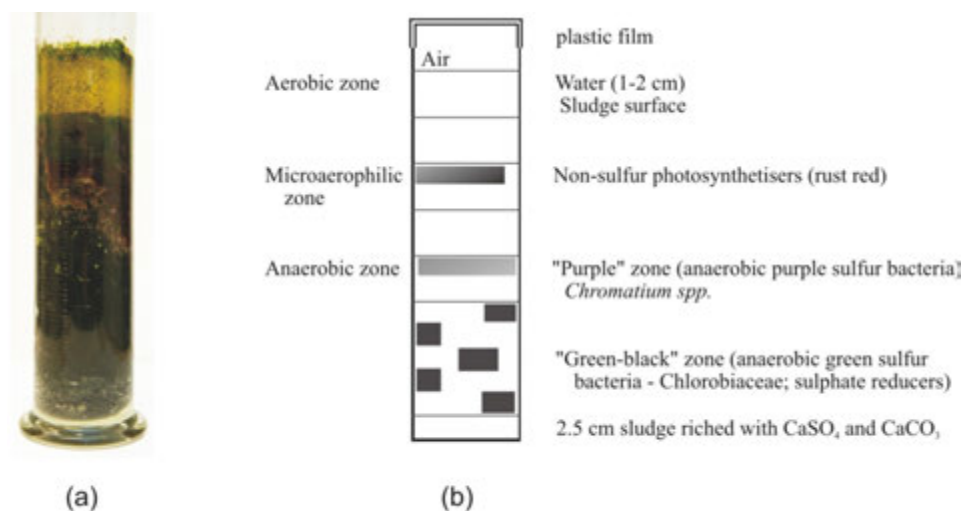 plastic film
Air
Aerobic zone
Water (1-2 cm)
Sludge surface
Microaerophilic
zone
Non-sulfur photosynthetisers (rust red)
Anaerobic zone
"Purple" zone (anaerobic purple sulfur bacteria)
Chromatium spp.
"Green-black" zone (anaerobic green sulfur
bacteria - Chlorobiaceae; sulphate reducers)
2.5 cm sludge riched with CaSO₄ and CaCO₃
(a)
(b)